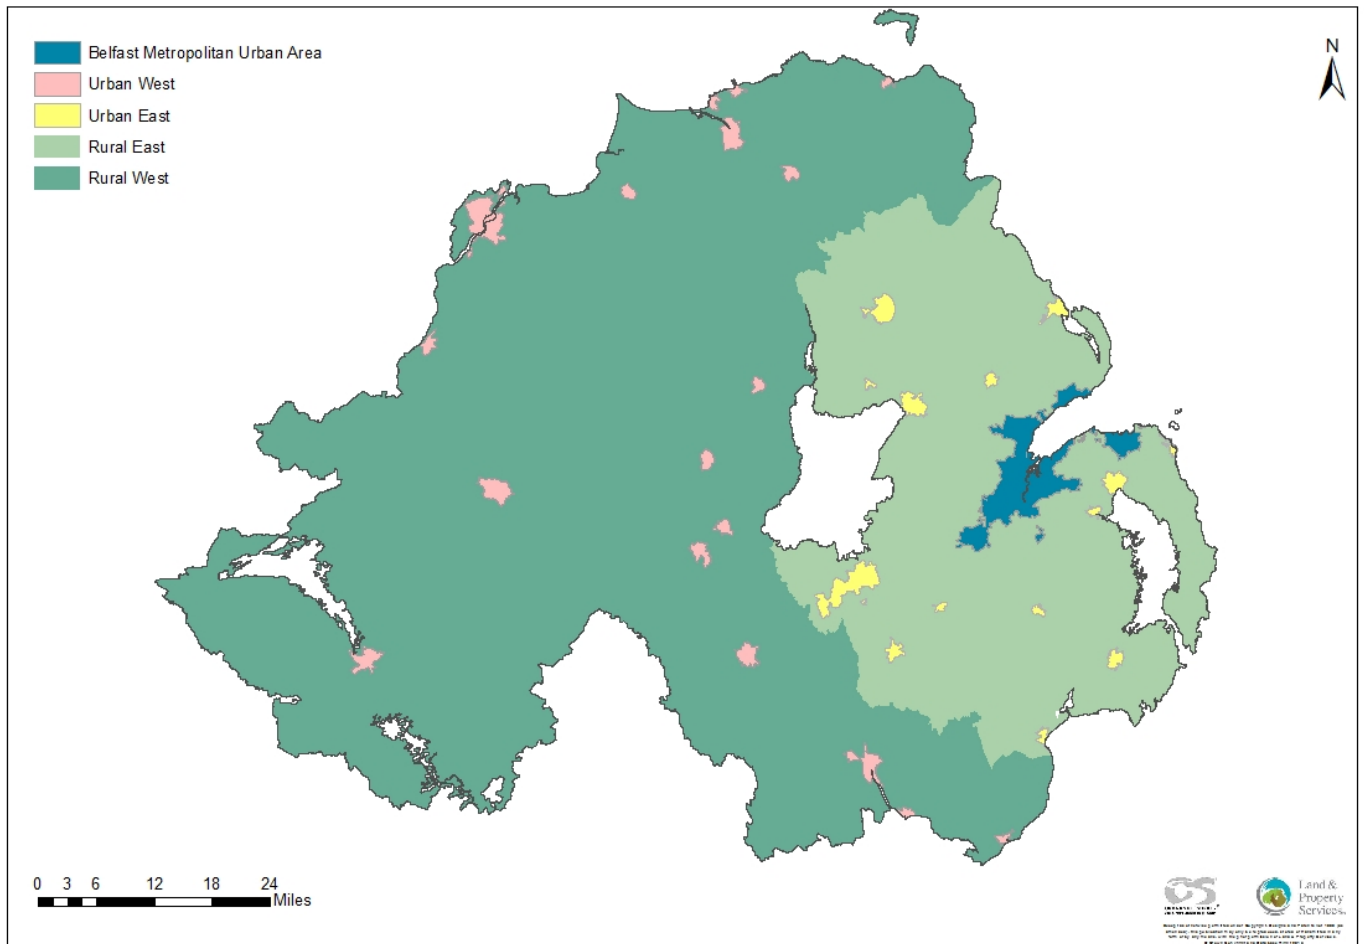 Belfast Metropolitan Urban Area
Urban West
Urban East
Rural East
Rural West
N
0 3 6 12 18 24
Miles
Land &
Property
Services